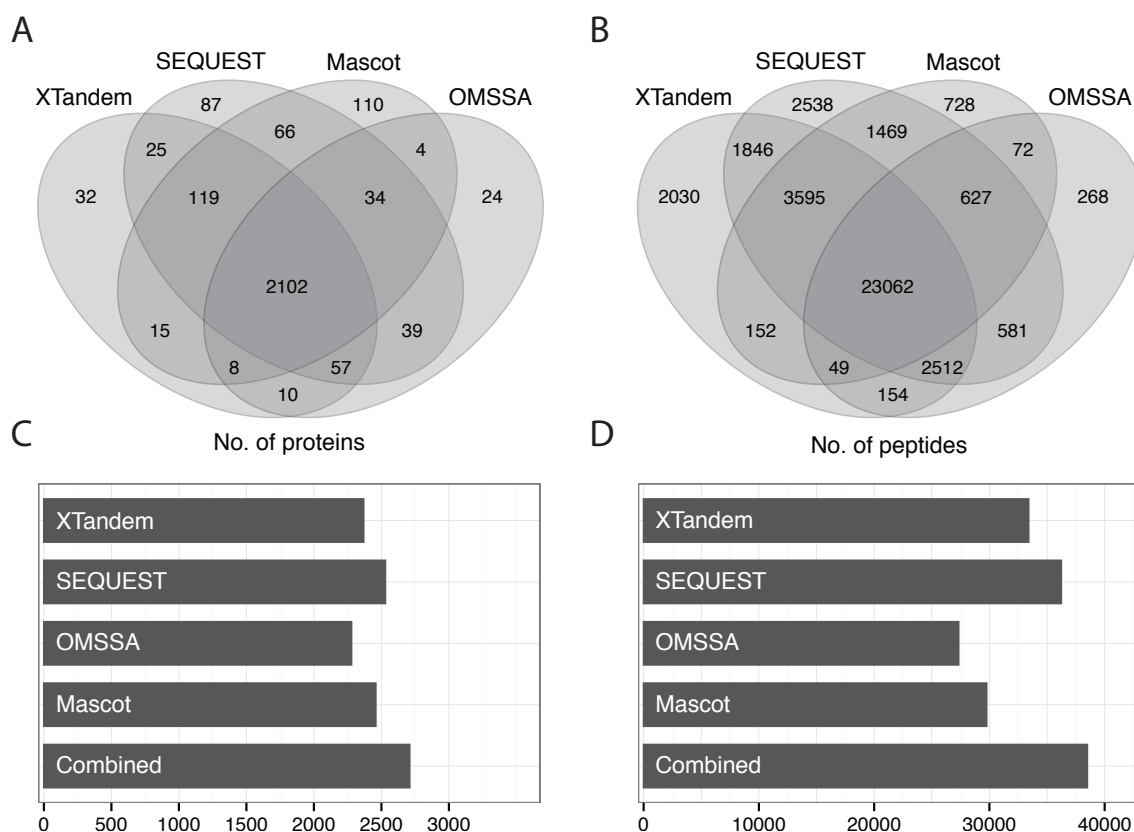 A
B
SEQUEST
Mascot
XTandem
OMSSA
87
110
66
25
4
32
119
34
24
2102
15
39
8
57
10
SEQUEST
Mascot
XTandem
OMSSA
2538
728
1469
1846
72
2030
3595
627
268
23062
152
581
49
2512
154
C
No. of proteins
XTandem
SEQUEST
OMSSA
Mascot
Combined
0 500 1000 1500 2000 2500 3000
D
No. of peptides
XTandem
SEQUEST
OMSSA
Mascot
Combined
0 10000 20000 30000 40000